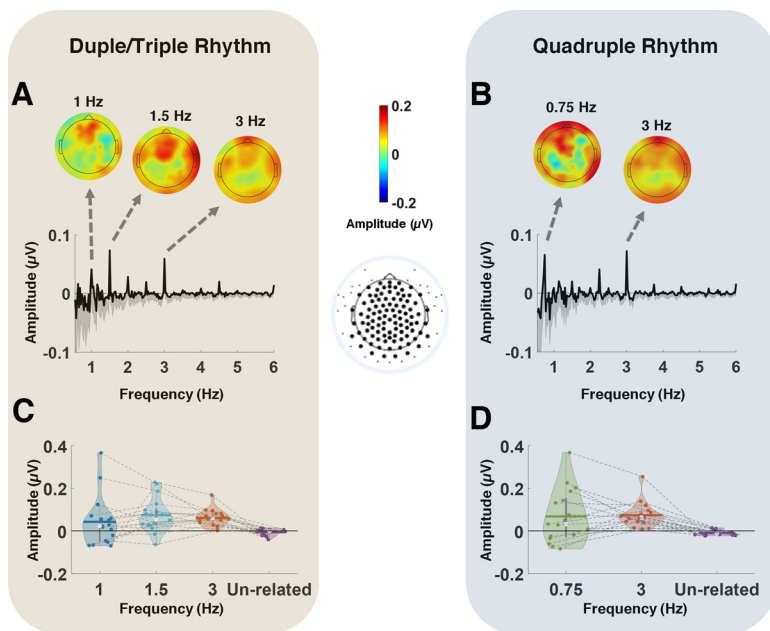 Duple/Triple Rhythm
Quadruple Rhythm
A
1 Hz
1.5 Hz
3 Hz
0.1
0
-0.1
Amplitude (µV)
1 2 3 4 5 6
Frequency (Hz)
0.2
0
-0.2
Amplitude (µV)
B
0.75 Hz
3 Hz
0.1
0
-0.1
Amplitude (µV)
1 2 3 4 5 6
Frequency (Hz)
C
0.4
0.2
0
-0.2
Amplitude (µV)
1 1.5 3 Un-related
Frequency (Hz)
D
0.4
0.2
0
-0.2
Amplitude (µV)
0.75 3 Un-related
Frequency (Hz)